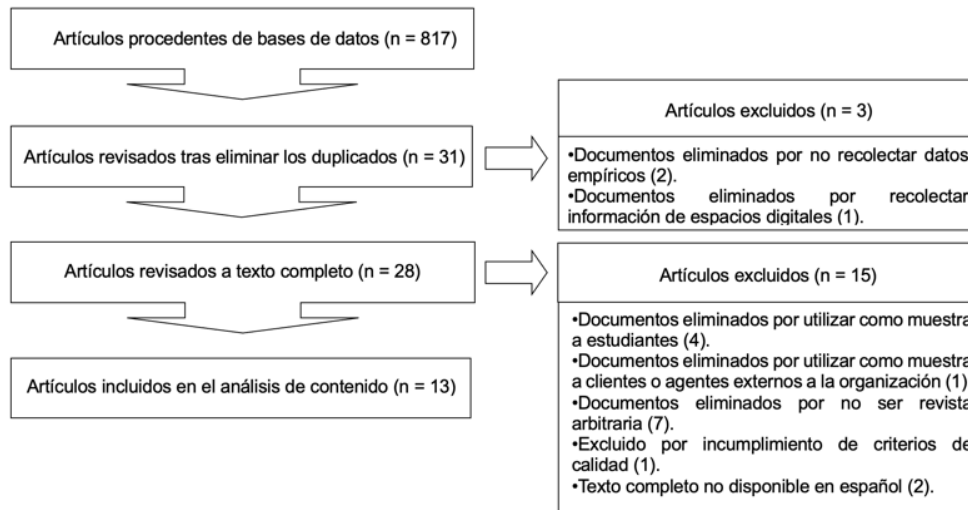 Artículos procedentes de bases de datos (n = 817)
Artículos excluidos (n = 3)
Artículos revisados tras eliminar los duplicados (n = 31)
•Documentos eliminados por no recolectar datos
empíricos (2).
•Documentos eliminados por recolectar
información de espacios digitales (1).
Artículos revisados a texto completo (n = 28)
Artículos excluidos (n = 15)
•Documentos eliminados por utilizar como muestra
a estudiantes (4).
•Documentos eliminados por utilizar como muestra
a clientes o agentes externos a la organización (1)
•Documentos eliminados por no ser revista
arbitraria (7).
•Excluido por incumplimiento de criterios de
calidad (1).
•Texto completo no disponible en español (2).
Artículos incluidos en el análisis de contenido (n = 13)